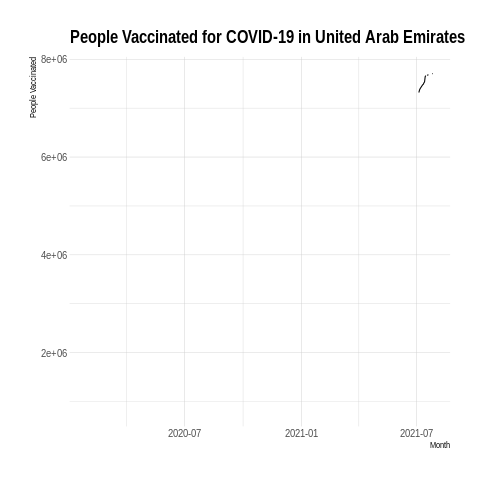 People Vaccinated for COVID-19 in United Arab Emirates
People Vaccinated
8e+06
6e+06
4e+06
2e+06
2020-07
2021-01
2021-07
Month